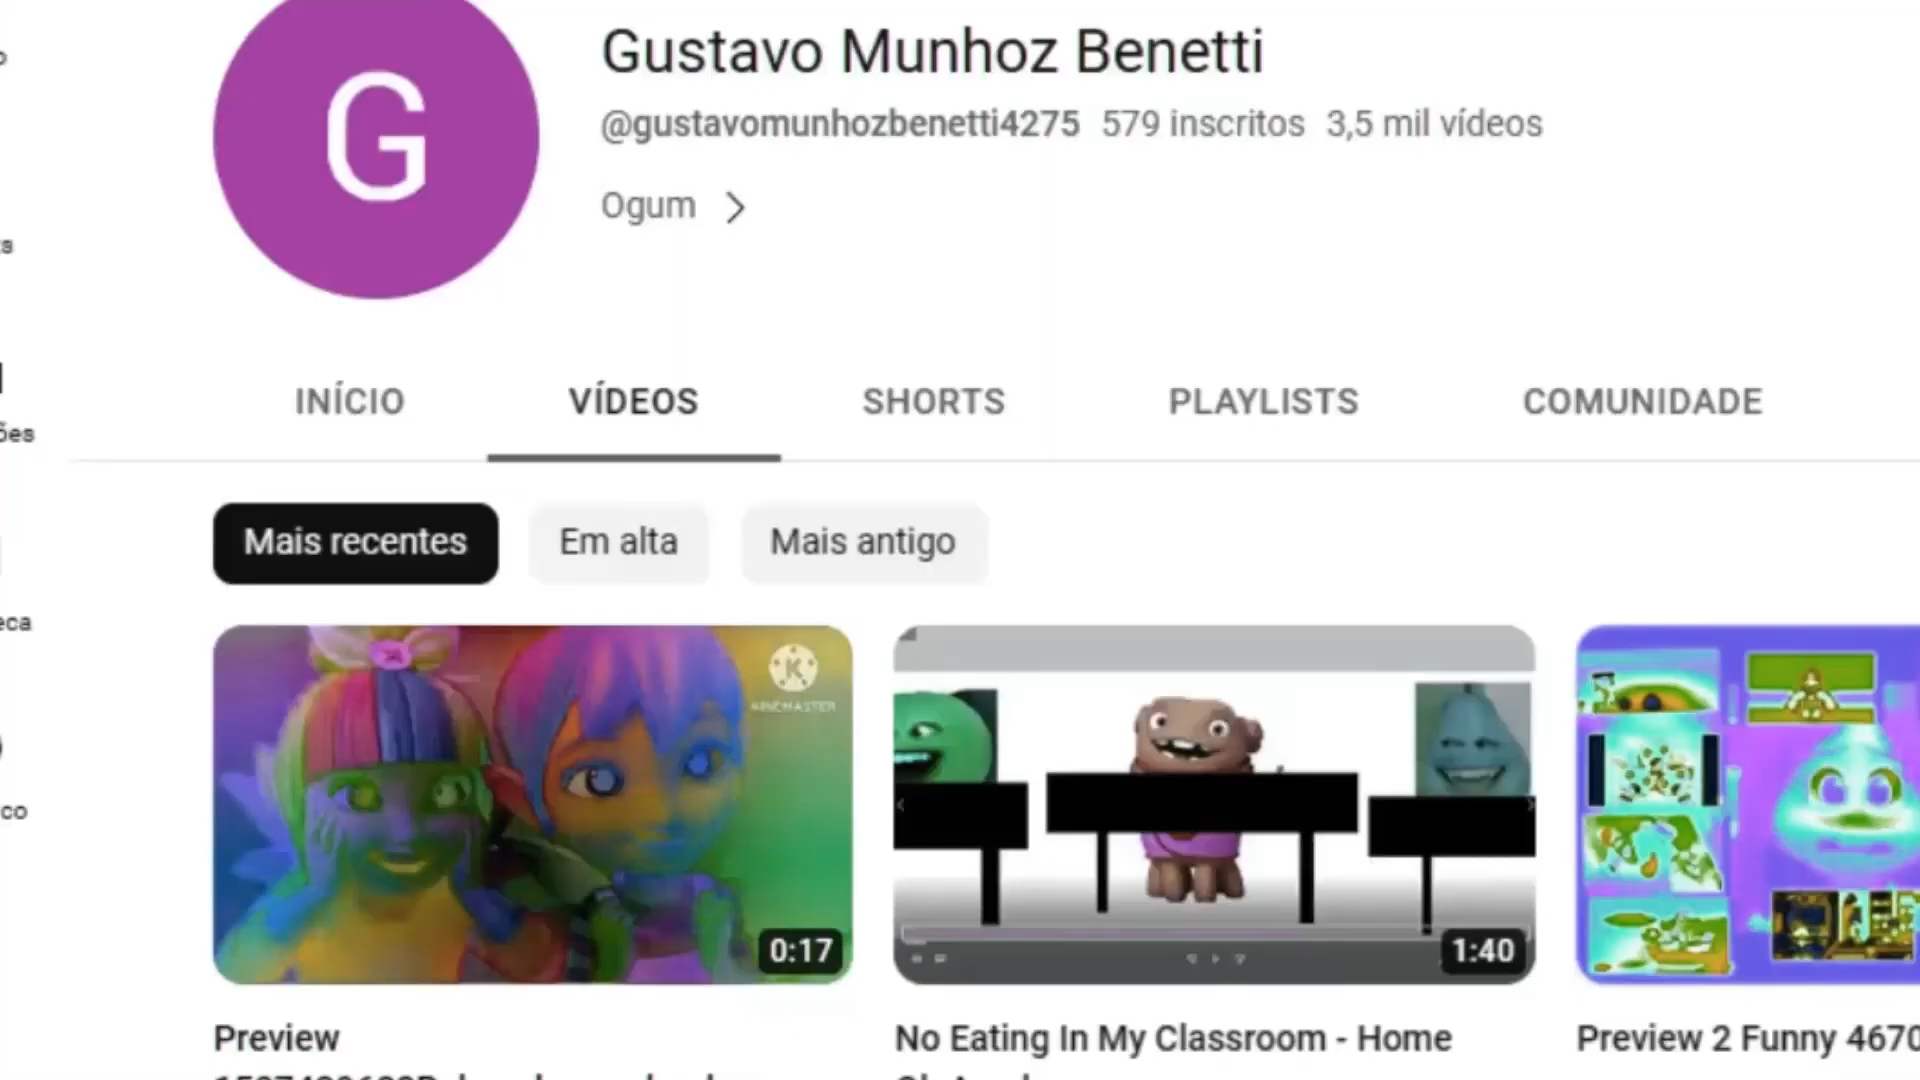 G
Gustavo Munhoz Benetti
@gustavomunhozbenetti4275 579 inscritos 3,5 mil vídeos
Ogum
INÍCIO VÍDEOS SHORTS PLAYLISTS COMUNIDADE
Mais recentes Em alta Mais antigo
KINEMASTER
0:17 1:40
Preview No Eating In My Classroom - Home Preview 2 Funny 4670